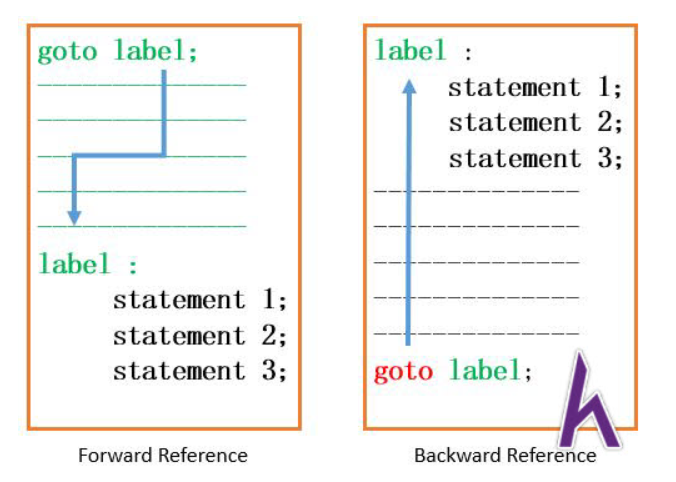 goto label;
label :
statement 1;
statement 2;
statement 3;
Forward Reference
label :
statement 1;
statement 2;
statement 3;
goto label;
Backward Reference